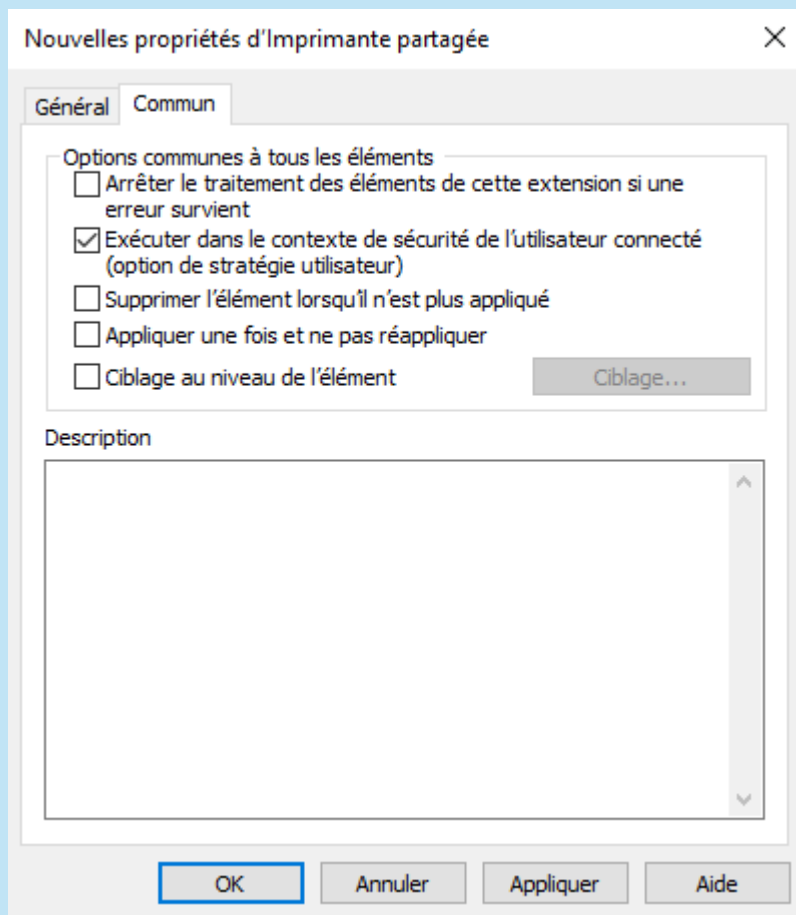 Nouvelles propriétés d’Imprimante partagée
Général
Commun
Options communes à tous les éléments
Arrêter le traitement des éléments de cette extension si une
erreur survient
Exécuter dans le contexte de sécurité de l’utilisateur connecté
(option de stratégie utilisateur)
Supprimer l’élément lorsqu’il n’est plus appliqué
Appliquer une fois et ne pas réappliquer
Ciblage au niveau de l’élément
Ciblage...
Description
OK
Annuler
Appliquer
Aide